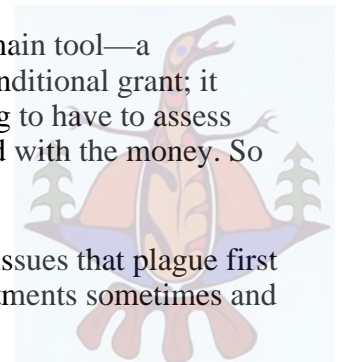 main tool—a
nditional grant; it
g to have to assess
d with the money. So
ssues that plague first
tments sometimes and